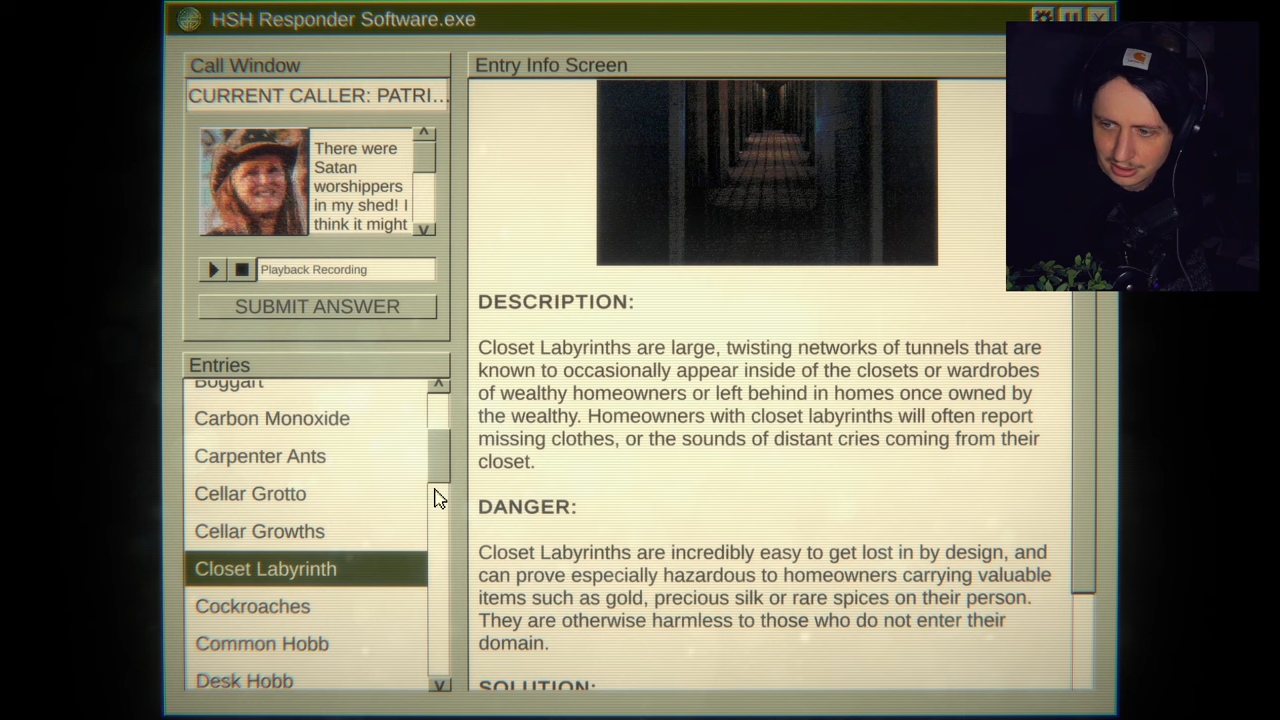 HSH Responder Software.exe
Call Window
CURRENT CALLER: PATRI...
There were
Satan
worshippers
in my shed! I
think it might
Playback Recording
SUBMIT ANSWER
Entries
Boggart
Carbon Monoxide
Carpenter Ants
Cellar Grotto
Cellar Growths
Closet Labyrinth
Cockroaches
Common Hobb
Desk Hobb
Entry Info Screen
DESCRIPTION:
Closet Labyrinths are large, twisting networks of tunnels that are
known to occasionally appear inside of the closets or wardrobes
of wealthy homeowners or left behind in homes once owned by
the wealthy. Homeowners with closet labyrinths will often report
missing clothes, or the sounds of distant cries coming from their
closet.
DANGER:
Closet Labyrinths are incredibly easy to get lost in by design, and
can prove especially hazardous to homeowners carrying valuable
items such as gold, precious silk or rare spices on their person.
They are otherwise harmless to those who do not enter their
domain.
SOLUTION: